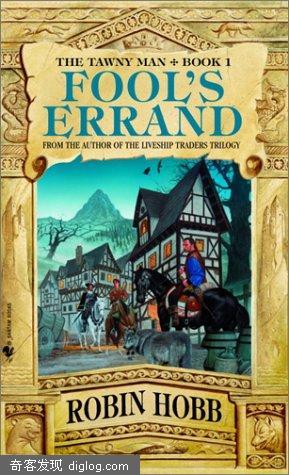 THE TAWNY MAN ✦ BOOK 1
FOOL'S
ERRAND
FROM THE AUTHOR OF THE LIVESHIP TRADERS TRILOGY
ROBIN HOBB
奇客发现 diglog.com